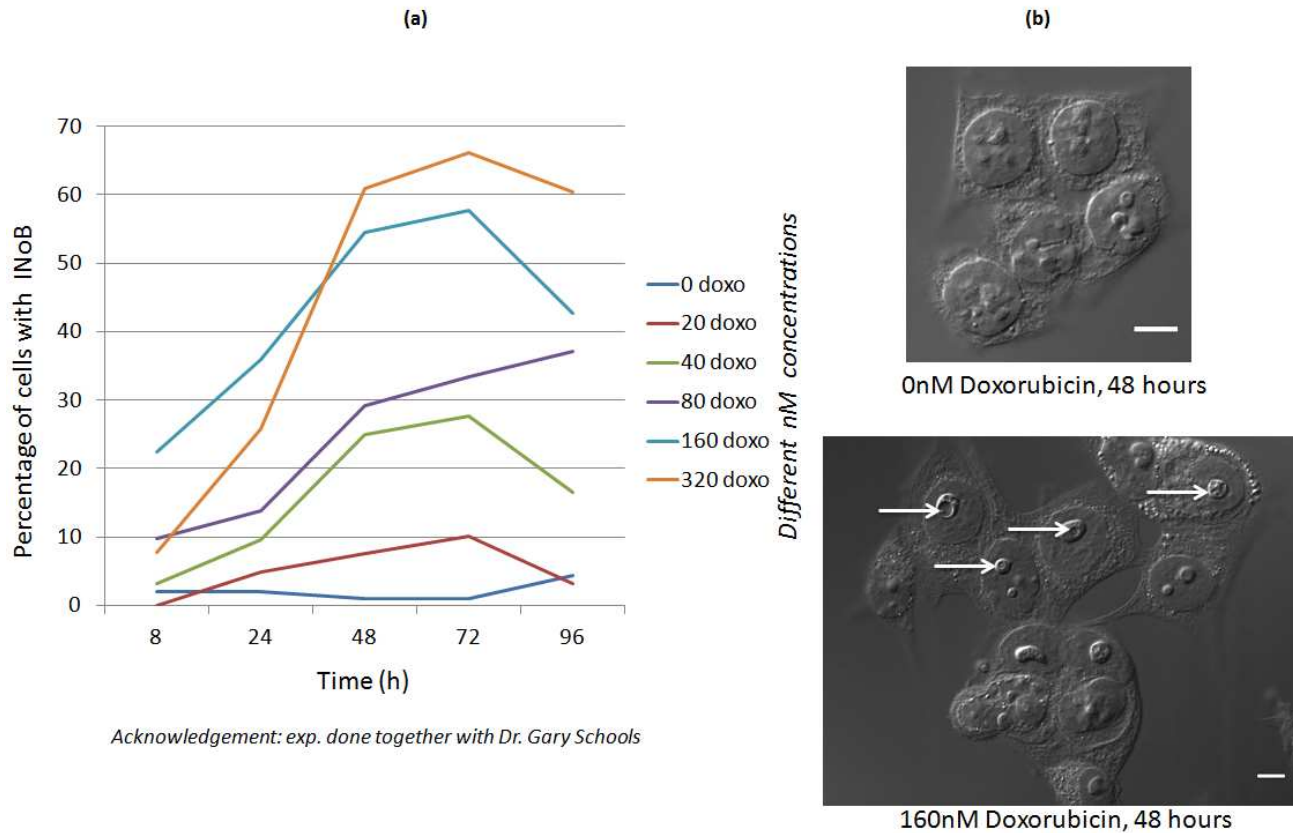 (a)
(b)
Percentage of cells with INoB
70
60
50
40
30
20
10
0
8 24 48 72 96
Time (h)
0 doxo
20 doxo
40 doxo
80 doxo
160 doxo
320 doxo
Different nM concentrations
Acknowledgement: exp. done together with Dr. Gary Schools
0nM Doxorubicin, 48 hours
160nM Doxorubicin, 48 hours